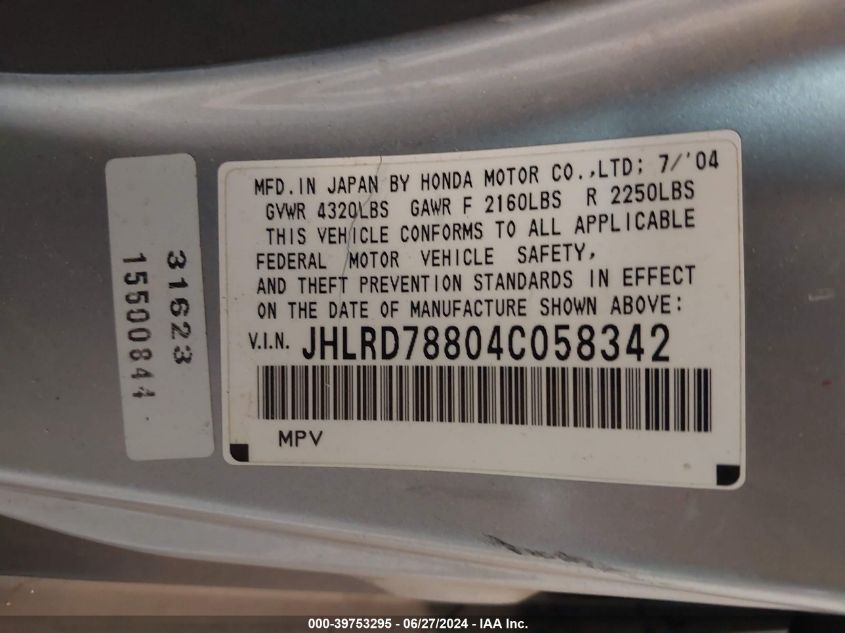 MFD. IN JAPAN BY HONDA MOTOR CO.,LTD; 7/'04
GVWR 4320LBS GAWR F 2160LBS R 2250LBS
THIS VEHICLE CONFORMS TO ALL APPLICABLE
FEDERAL MOTOR VEHICLE SAFETY,
AND THEFT PREVENTION STANDARDS IN EFFECT
ON THE DATE OF MANUFACTURE SHOWN ABOVE:
V.I.N. JHLRD78804C058342
MPV
31623
15500844
000-39753295 - 06/27/2024 - IAA Inc.